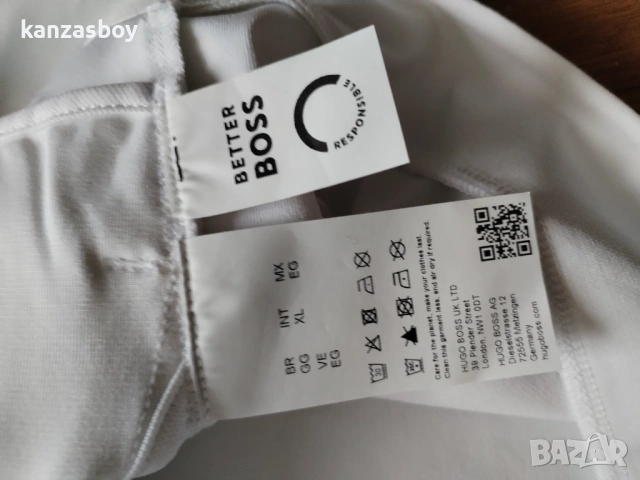 kanzasboy
BETTER
BOSS
RESPONSIBLE
MX
EG
INT
XL
BR
GG
VE
EG
30
Care for the planet, make your clothes last.
Clean this garment less, and air dry if required.
HUGO BOSS UK LTD
39 Plender Street
London, NW1 0DT
HUGO BOSS AG
Dieselstrasse 12
72555 Metzingen
Germany
hugoboss.com
BAZAR